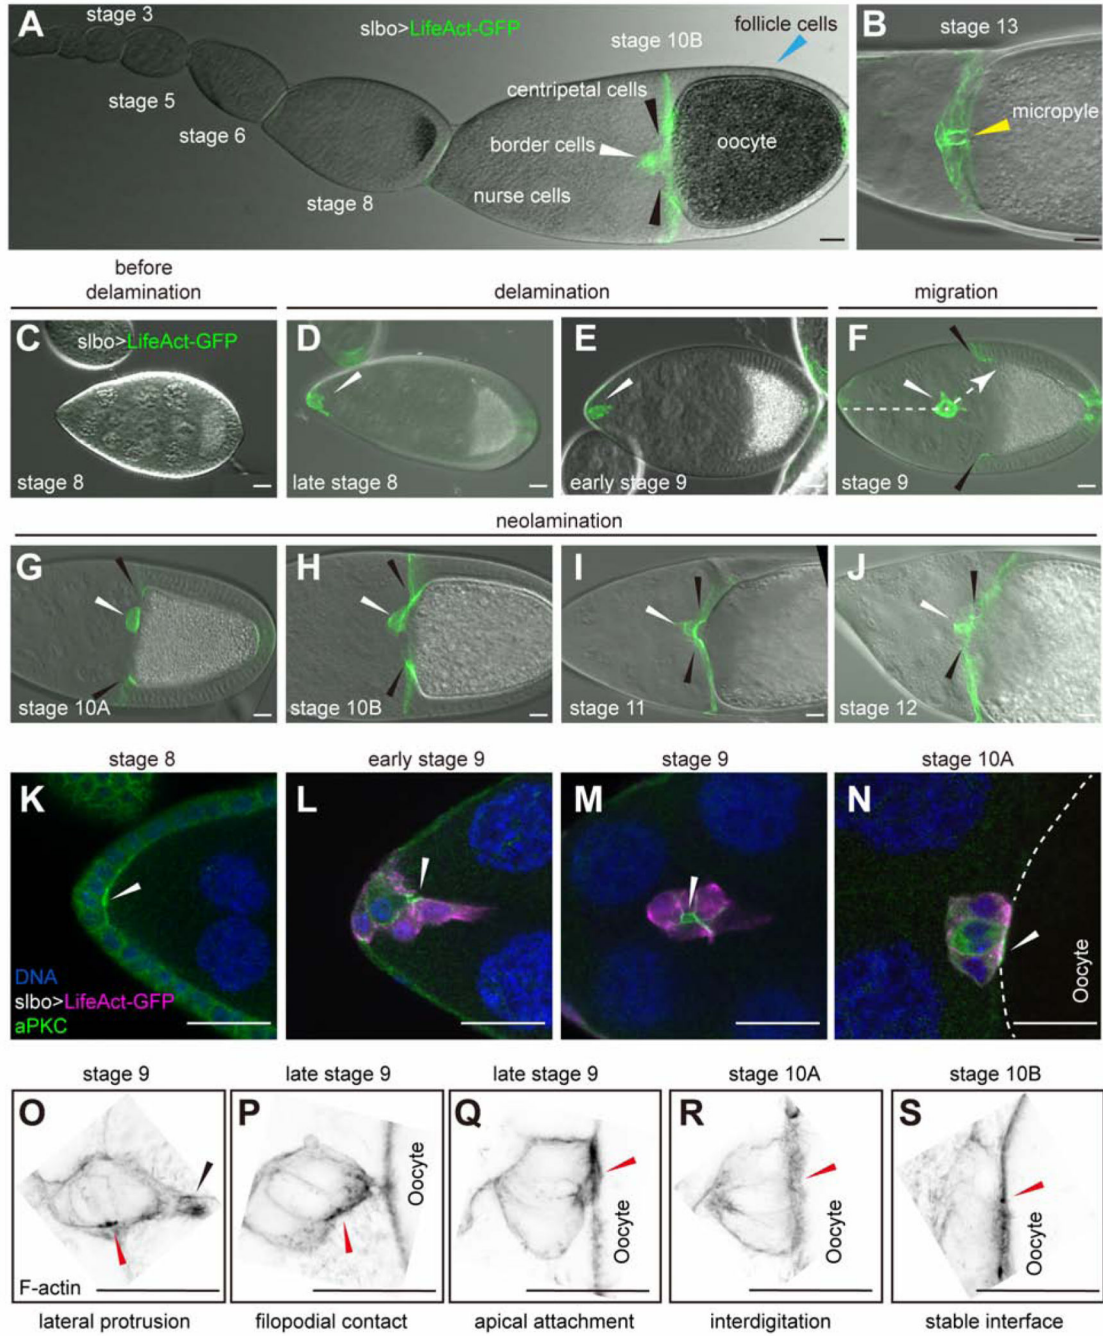 A
slbo>LifeAct-GFP
follicle cells
stage 3
stage 10B
centripetal cells
stage 5
stage 6
border cells
oocyte
nurse cells
stage 8
B
stage 13
micropyle
before
delamination
delamination
migration
C
slbo>LifeAct-GFP
stage 8
D
late stage 8
E
early stage 9
F
stage 9
neolamination
G
stage 10A
H
stage 10B
I
stage 11
J
stage 12
stage 8
early stage 9
stage 9
stage 10A
K
DNA
slbo>LifeAct-GFP
aPKC
L
M
N
Oocyte
stage 9
late stage 9
late stage 9
stage 10A
stage 10B
O
F-actin
P
Oocyte
Q
Oocyte
R
Oocyte
S
Oocyte
lateral protrusion
filopodial contact
apical attachment
interdigitation
stable interface